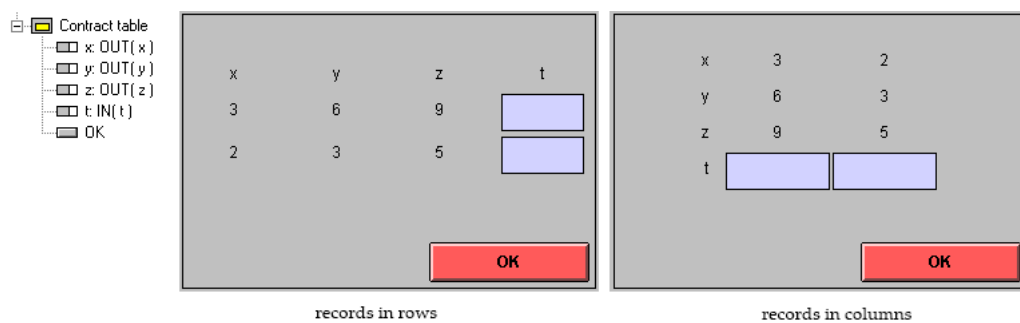 Contract table
x: OUT( x )
y: OUT( y )
z: OUT( z )
t: IN( t )
OK
x y z t
3 6 9
2 3 5
OK
records in rows
x 3 2
y 6 3
z 9 5
t
OK
records in columns